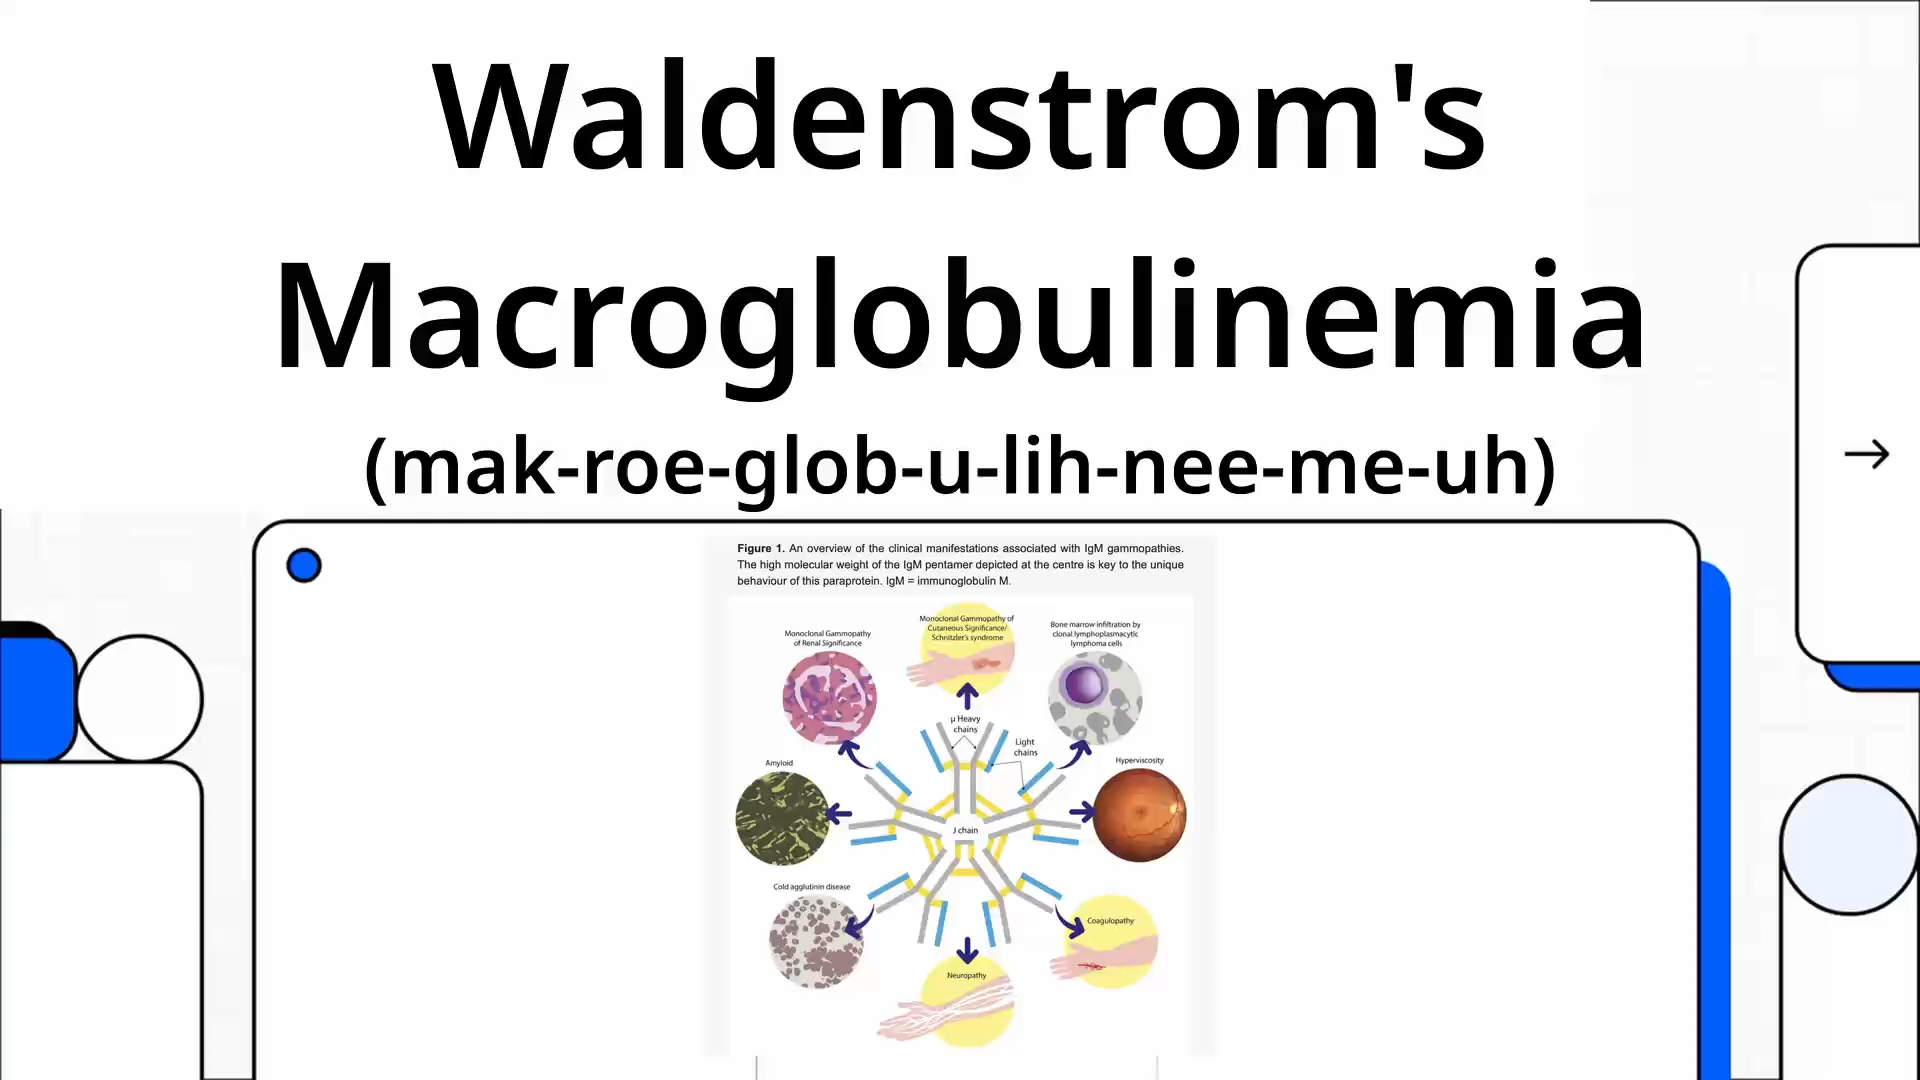 Waldenstrom's
Macroglobulinemia
(mak-roe-glob-u-lih-nee-me-uh)
Figure 1. An overview of the clinical manifestations associated with IgM gammopathies.
The high molecular weight of the IgM pentamer depicted at the centre is key to the unique
behaviour of this paraprotein. IgM = immunoglobulin M.
Monoclonal Gammopathy
of Renal Significance
Monoclonal Gammopathy of
Cutaneous Significance/
Schnitzler's syndrome
Bone marrow infiltration by
clonal lymphoplasmacytic
lymphoma cells
μ Heavy
chains
Light
chains
Amyloid
Hyperviscosity
J chain
Cold agglutinin disease
Coagulopathy
Neuropathy